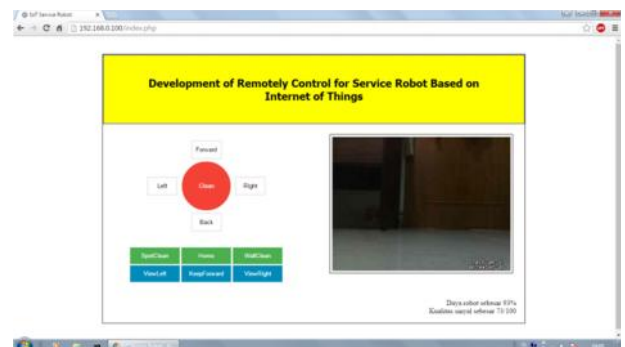 IoT Service Robot
192.168.0.100/index.php
Development of Remotely Control for Service Robot Based on
Internet of Things
Forward
Left Clean Right
Back
SpotClean Home WallClean
ViewLeft KeepForward ViewRight
Daya robot sebesar 93%
Kualitas sinyal sebesar 73/100